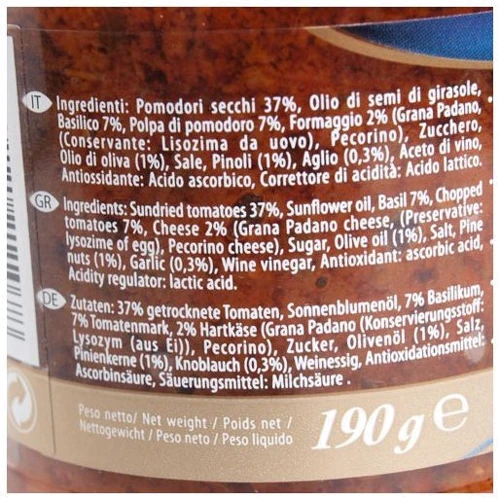 IT Ingredienti: Pomodori secchi 37%, Olio di semi di girasole,
Basilico 7%, Polpa di pomodoro 7%, Formaggio 2% (Grana Padano,
(Conservante: Lisozima da uovo), Pecorino), Zucchero,
Olio di oliva (1%), Sale, Pinoli (1%), Aglio (0,3%), Aceto di vino,
Antiossidante: Acido ascorbico, Correttore di acidità: Acido lattico.
GR Ingredients: Sundried tomatoes 37%, Sunflower oil, Basil 7%, Chopped
tomatoes 7%, Cheese 2% (Grana Padano cheese, (Preservative:
lysozime of egg), Pecorino cheese), Sugar, Olive oil (1%), Salt, Pine
nuts (1%), Garlic (0,3%), Wine vinegar, Antioxidant: ascorbic acid,
Acidity regulator: lactic acid.
DE Zutaten: 37% getrocknete Tomaten, Sonnenblumenöl, 7% Basilikum,
7% Tomatenmark, 2% Hartkäse (Grana Padano (Konservierungsstoff:
Lysozym (aus Ei)), Pecorino), Zucker, Olivenöl (1%), Salz,
Pinienkerne (1%), Knoblauch (0,3%), Weinessig, Antioxidationsmittel:
Ascorbinsäure, Säuerungsmittel: Milchsäure .
Peso netto/ Net weight / Poids net /
Nettogewicht / Peso neto / Peso liquido
190 g e